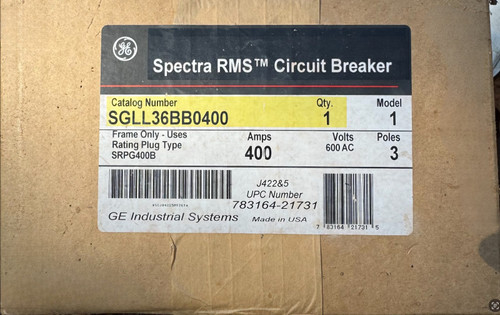 GE
Spectra RMS™ Circuit Breaker
Catalog Number Qty. Model
SGLL36BB0400 1 1
Frame Only - Uses Amps Volts Poles
Rating Plug Type 400 600 AC 3
SRPG400B
J422&5
UPC Number
783164-21731
GE Industrial Systems Made in USA
7 83164 21731 5